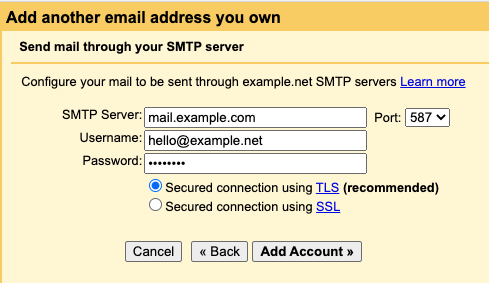 Add another email address you own
Send mail through your SMTP server
Configure your mail to be sent through example.net SMTP servers Learn more
SMTP Server: mail.example.com Port: 587
Username: hello@example.net
Password: ••••••••
Secured connection using TLS (recommended)
Secured connection using SSL
Cancel « Back Add Account »